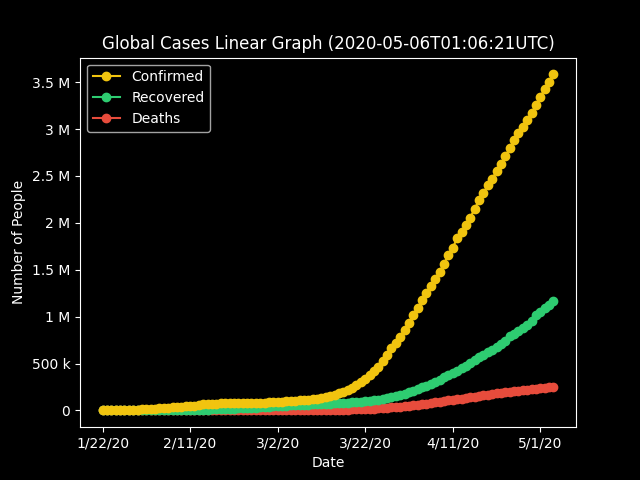 Global Cases Linear Graph (2020-05-06T01:06:21UTC)
Confirmed
Recovered
Deaths
3.5 M
3 M
2.5 M
2 M
1.5 M
1 M
500 k
0
Number of People
1/22/20 2/11/20 3/2/20 3/22/20 4/11/20 5/1/20
Date